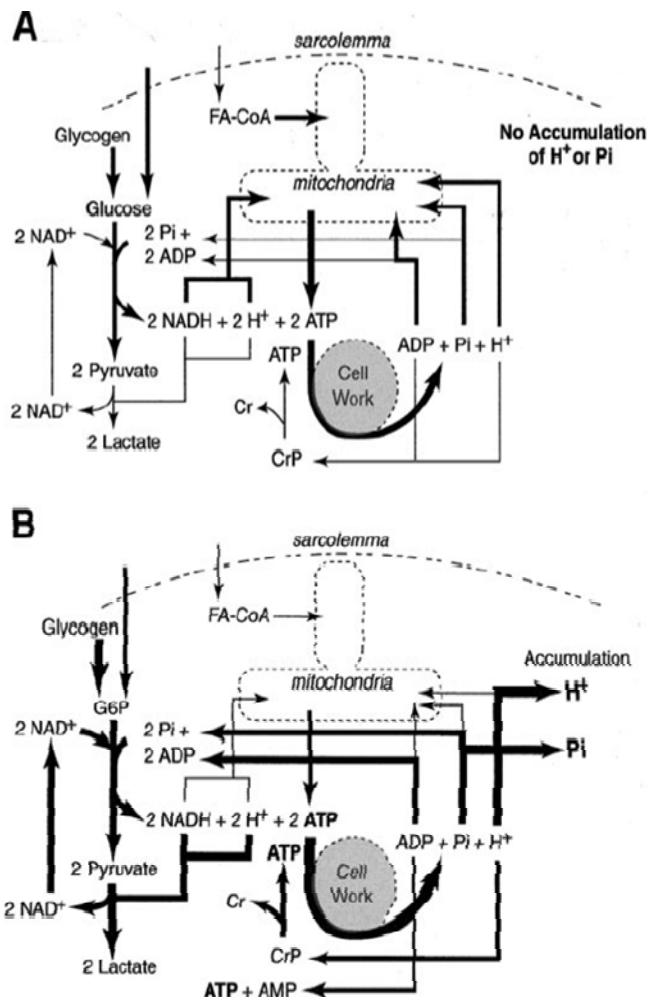 A
sarcolemma
FA-CoA
Glycogen
No Accumulation
of H⁺ or Pi
mitochondria
Glucose
2 NAD⁺
2 Pi +
2 ADP
2 NADH + 2 H⁺ + 2 ATP
ADP + Pi + H⁺
ATP
2 Pyruvate
Cell
Work
Cr
2 NAD⁺
2 Lactate
CrP
B
sarcolemma
FA-CoA
Glycogen
Accumulation
mitochondria
H⁺
G6P
2 NAD⁺
2 Pi +
Pi
2 ADP
2 NADH + 2 H⁺ + 2 ATP
ADP + Pi + H⁺
ATP
2 Pyruvate
Cell
Work
Cr
2 NAD⁺
CrP
2 Lactate
ATP + AMP